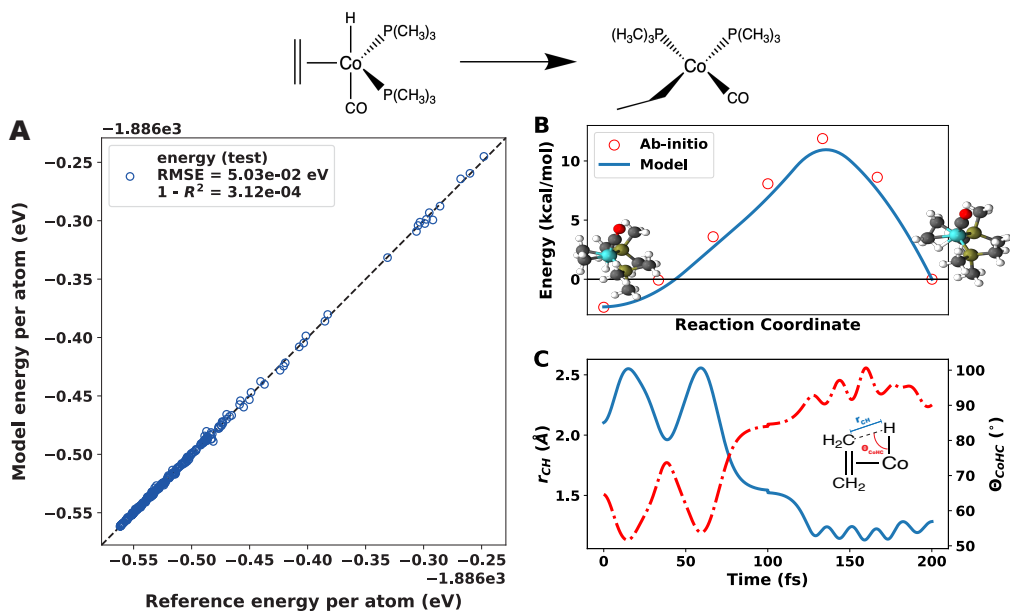 H
P(CH₃)₃
Co
P(CH₃)₃
CO
(H₃C)₃P
P(CH₃)₃
Co
CO
A
−1.886e3
energy (test)
RMSE = 5.03e-02 eV
1 - R² = 3.12e-04
Model energy per atom (eV)
−0.25
−0.30
−0.35
−0.40
−0.45
−0.50
−0.55
−0.55 −0.50 −0.45 −0.40 −0.35 −0.30 −0.25
−1.886e3
Reference energy per atom (eV)
B
Ab-initio
Model
Energy (kcal/mol)
10
5
0
Reaction Coordinate
C
r_CH (Å)
2.5
2.0
1.5
r_CH
H₂C
H
Θ_CoHC
Co
CH₂
100
90
80
70
60
50
Θ_CoHC (°)
0 50 100 150 200
Time (fs)